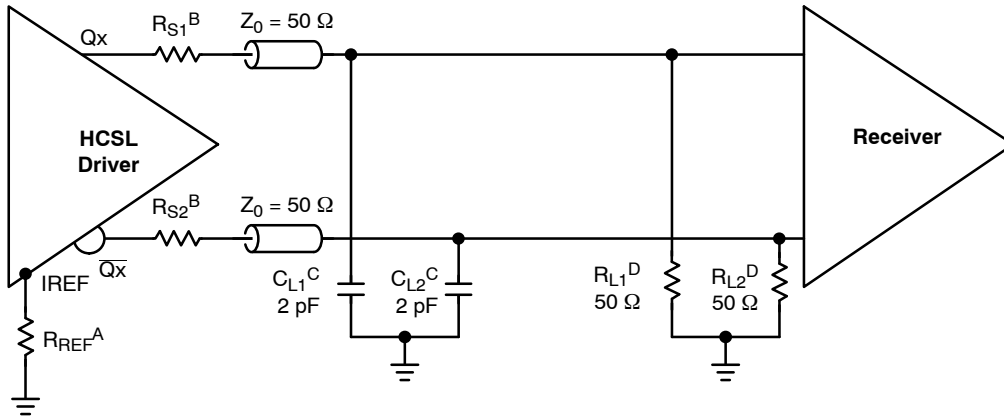 Qx
R_S1^B
Z_0 = 50 Ω
HCSL
Driver
Receiver
R_S2^B
Z_0 = 50 Ω
Q̅x̅
IREF
R_REF^A
C_L1^C
2 pF
C_L2^C
2 pF
R_L1^D
50 Ω
R_L2^D
50 Ω